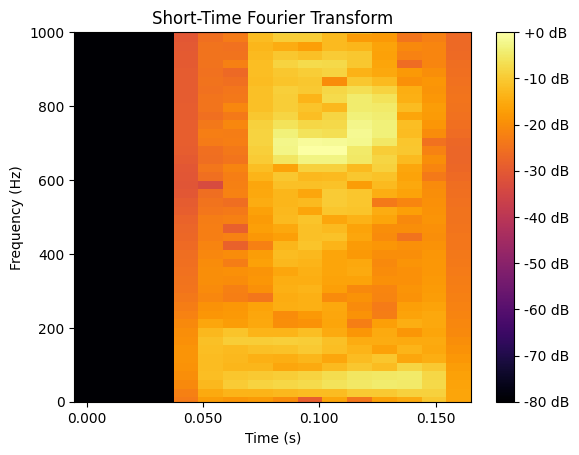 Short-Time Fourier Transform
1000
800
600
400
200
0
Frequency (Hz)
0.000
0.050
0.100
0.150
Time (s)
+0 dB
-10 dB
-20 dB
-30 dB
-40 dB
-50 dB
-60 dB
-70 dB
-80 dB